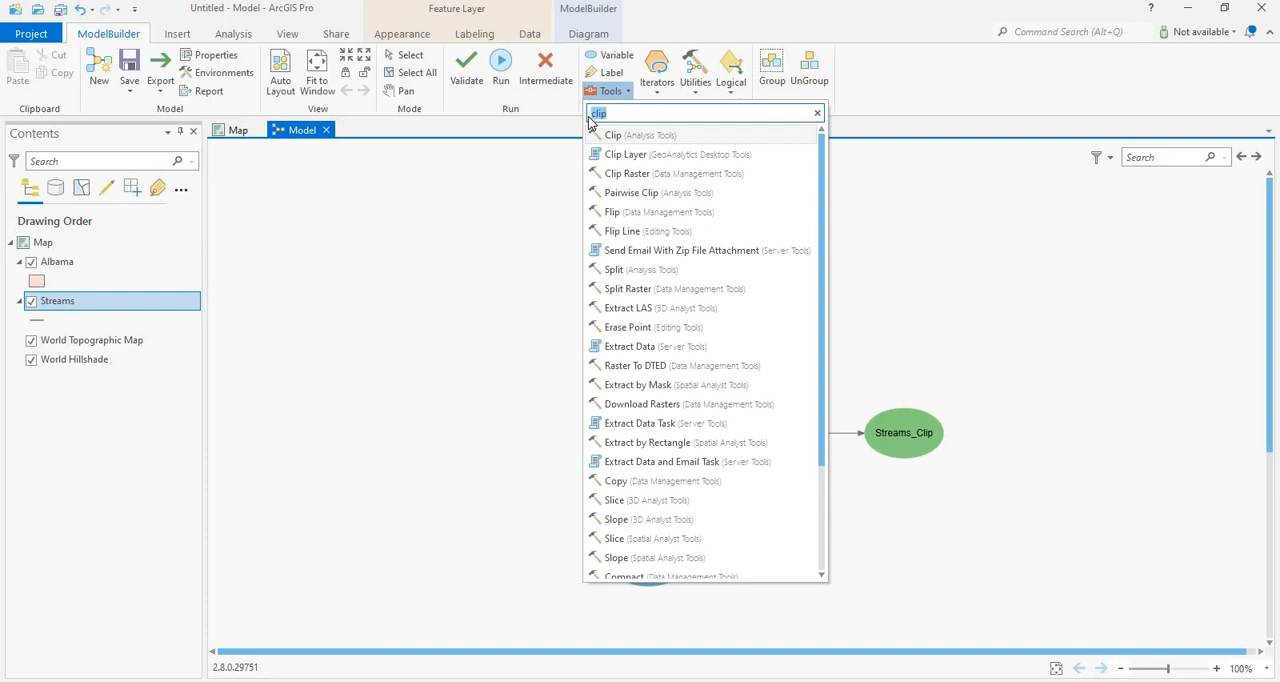 Untitled - Model - ArcGIS Pro
Feature Layer
ModelBuilder
?
Project
ModelBuilder
Insert
Analysis
View
Share
Appearance
Labeling
Data
Diagram
Command Search (Alt+Q)
Not available
Paste
Cut
Copy
Clipboard
New
Save
Export
Properties
Environments
Report
Model
Auto Layout
Fit to Window
View
Select
Select All
Pan
Mode
Validate
Run
Intermediate
Run
Variable
Label
Tools
Iterators
Utilities
Logical
Group
UnGroup
Contents
Search
Drawing Order
Map
Albama
Streams
World Topographic Map
World Hillshade
Map
Model
Search
clip
Clip (Analysis Tools)
Clip Layer (GeoAnalytics Desktop Tools)
Clip Raster (Data Management Tools)
Pairwise Clip (Analysis Tools)
Flip (Data Management Tools)
Flip Line (Editing Tools)
Send Email With Zip File Attachment (Server Tools)
Split (Analysis Tools)
Split Raster (Data Management Tools)
Extract LAS (3D Analyst Tools)
Erase Point (Editing Tools)
Extract Data (Server Tools)
Raster To DTED (Data Management Tools)
Extract by Mask (Spatial Analyst Tools)
Download Rasters (Data Management Tools)
Extract Data Task (Server Tools)
Extract by Rectangle (Spatial Analyst Tools)
Extract Data and Email Task (Server Tools)
Copy (Data Management Tools)
Slice (3D Analyst Tools)
Slope (3D Analyst Tools)
Slice (Spatial Analyst Tools)
Slope (Spatial Analyst Tools)
Compact (Data Management Tools)
Streams_Clip
2.8.0.29751
100%